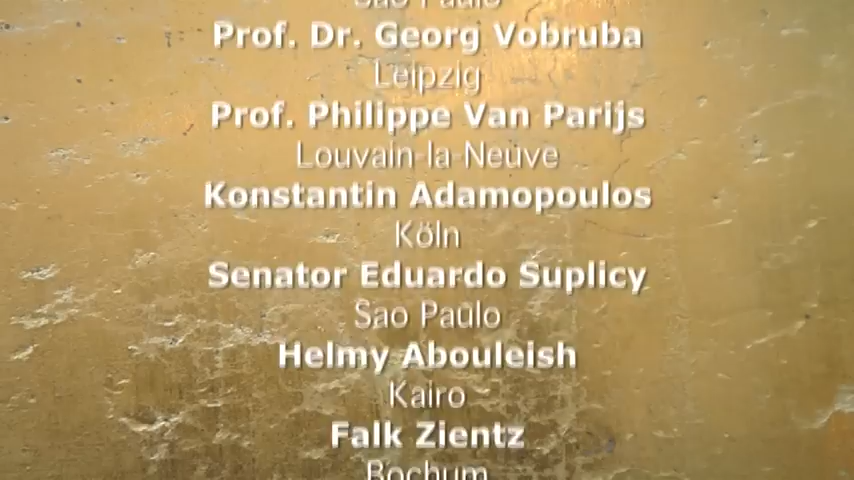 Sao Paulo
Prof. Dr. Georg Vobruba
Leipzig
Prof. Philippe Van Parijs
Louvain-la-Neuve
Konstantin Adamopoulos
Köln
Senator Eduardo Suplicy
Sao Paulo
Helmy Abouleish
Kairo
Falk Zientz
Bochum